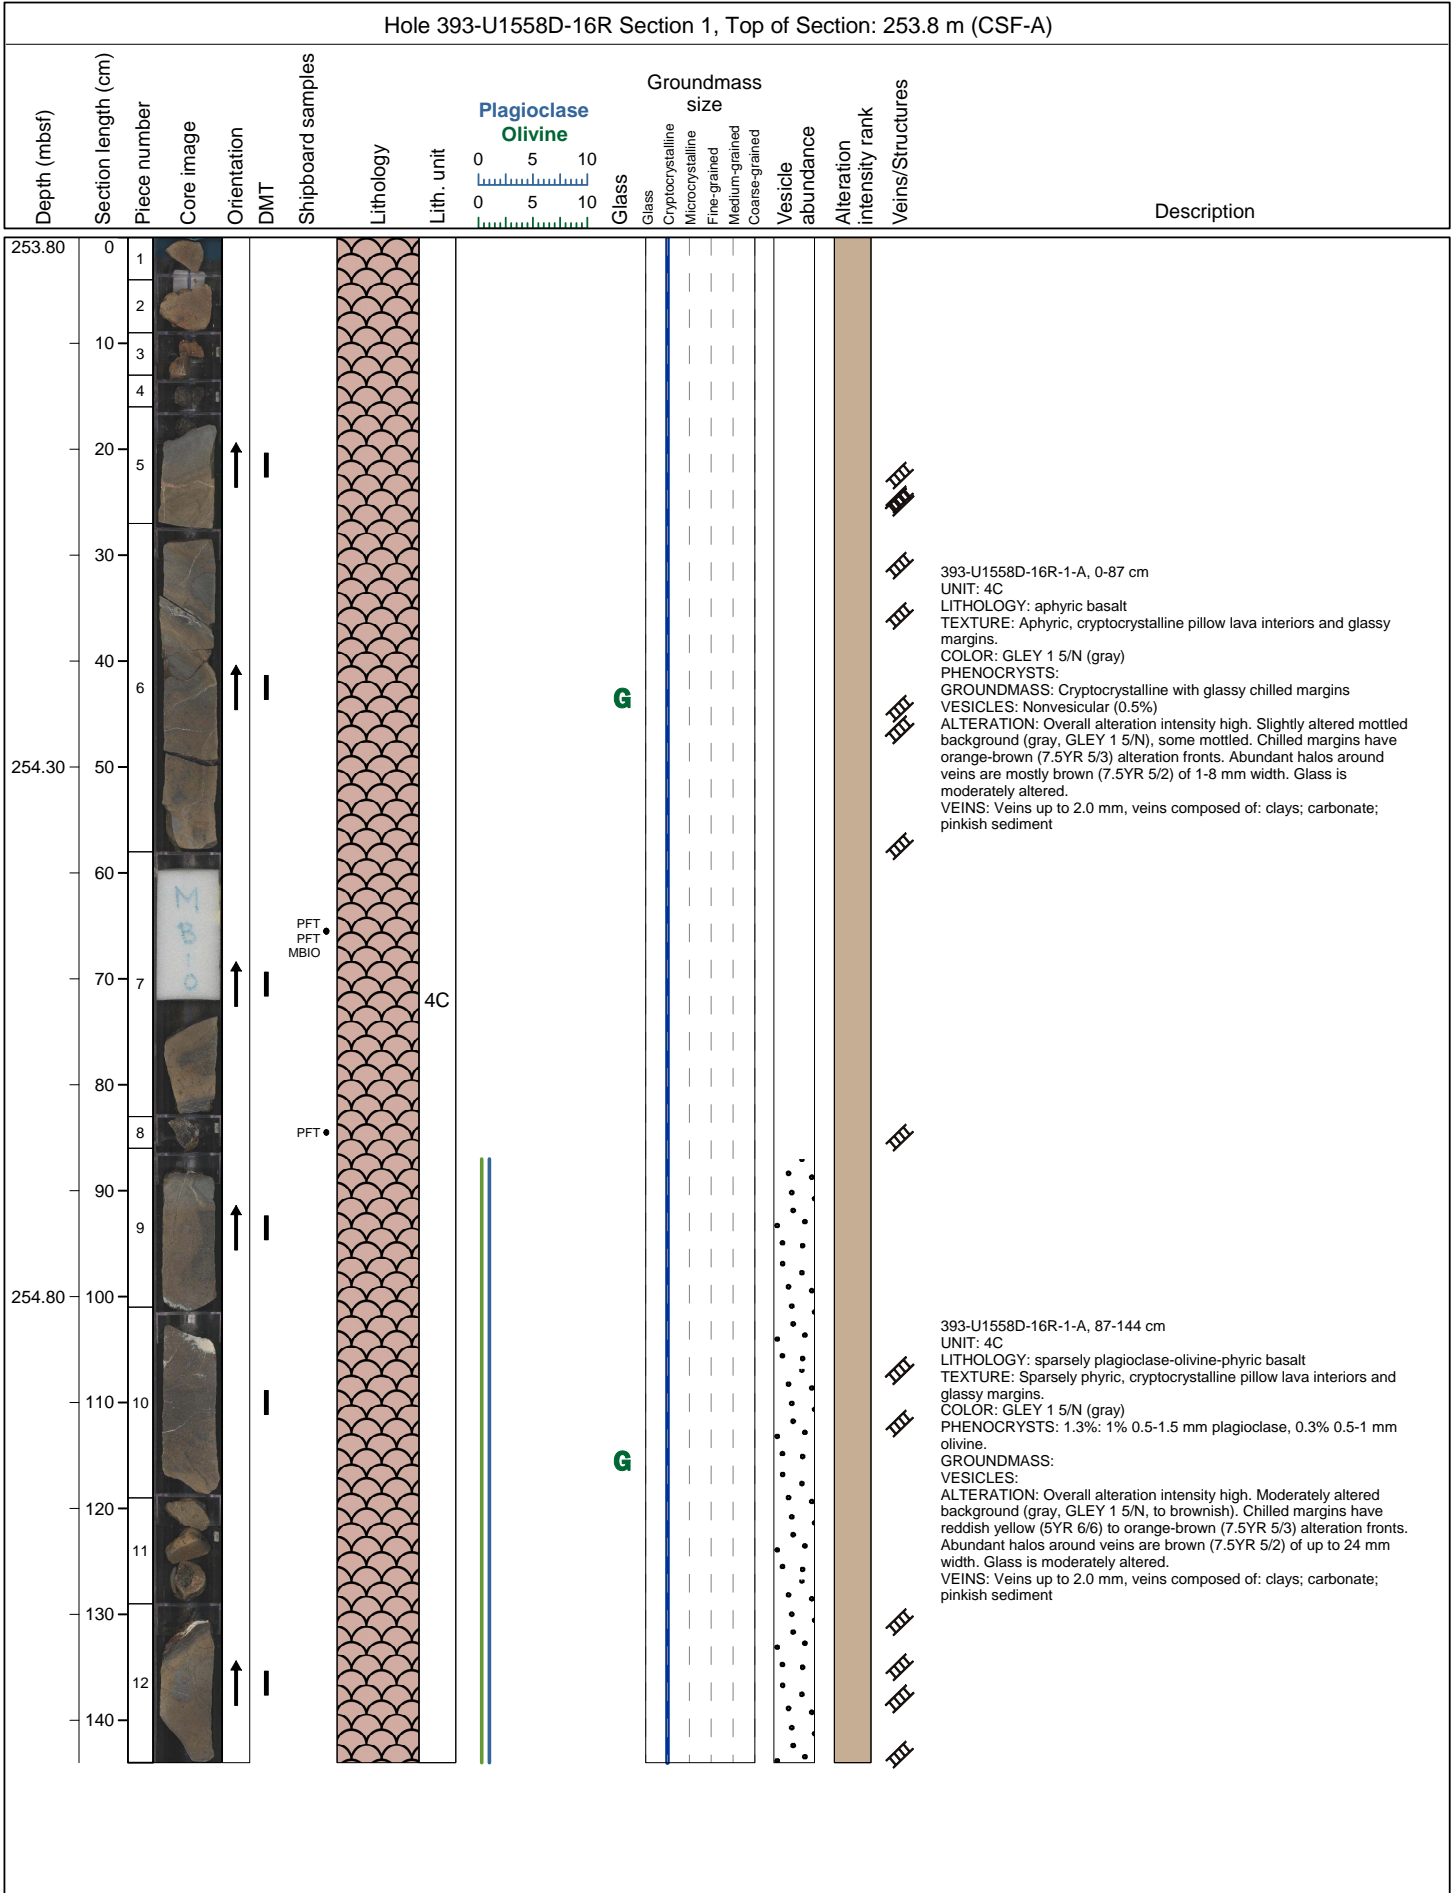 Hole 393-U1558D-16R Section 1, Top of Section: 253.8 m (CSF-A)
Depth (mbsf)
Section length (cm)
Piece number
Core image
Orientation
DMT
Shipboard samples
Lithology
Lith. unit
Plagioclase
Olivine
0 5 10
0 5 10
Glass
Groundmass
size
Glass
Cryptocrystalline
Microcrystalline
Fine-grained
Medium-grained
Coarse-grained
Vesicle
abundance
Alteration
intensity rank
Veins/Structures
Description
253.80
254.30
254.80
0
10
20
30
40
50
60
70
80
90
100
110
120
130
140
1
2
3
4
5
6
7
8
9
10
11
12
M
B
I
O
PFT
PFT
MBIO
PFT
4C
G
G
393-U1558D-16R-1-A, 0-87 cm
UNIT: 4C
LITHOLOGY: aphyric basalt
TEXTURE: Aphyric, cryptocrystalline pillow lava interiors and glassy
margins.
COLOR: GLEY 1 5/N (gray)
PHENOCRYSTS:
GROUNDMASS: Cryptocrystalline with glassy chilled margins
VESICLES: Nonvesicular (0.5%)
ALTERATION: Overall alteration intensity high. Slightly altered mottled
background (gray, GLEY 1 5/N), some mottled. Chilled margins have
orange-brown (7.5YR 5/3) alteration fronts. Abundant halos around
veins are mostly brown (7.5YR 5/2) of 1-8 mm width. Glass is
moderately altered.
VEINS: Veins up to 2.0 mm, veins composed of: clays; carbonate;
pinkish sediment
393-U1558D-16R-1-A, 87-144 cm
UNIT: 4C
LITHOLOGY: sparsely plagioclase-olivine-phyric basalt
TEXTURE: Sparsely phyric, cryptocrystalline pillow lava interiors and
glassy margins.
COLOR: GLEY 1 5/N (gray)
PHENOCRYSTS: 1.3%: 1% 0.5-1.5 mm plagioclase, 0.3% 0.5-1 mm
olivine.
GROUNDMASS:
VESICLES:
ALTERATION: Overall alteration intensity high. Moderately altered
background (gray, GLEY 1 5/N, to brownish). Chilled margins have
reddish yellow (5YR 6/6) to orange-brown (7.5YR 5/3) alteration fronts.
Abundant halos around veins are brown (7.5YR 5/2) of up to 24 mm
width. Glass is moderately altered.
VEINS: Veins up to 2.0 mm, veins composed of: clays; carbonate;
pinkish sediment